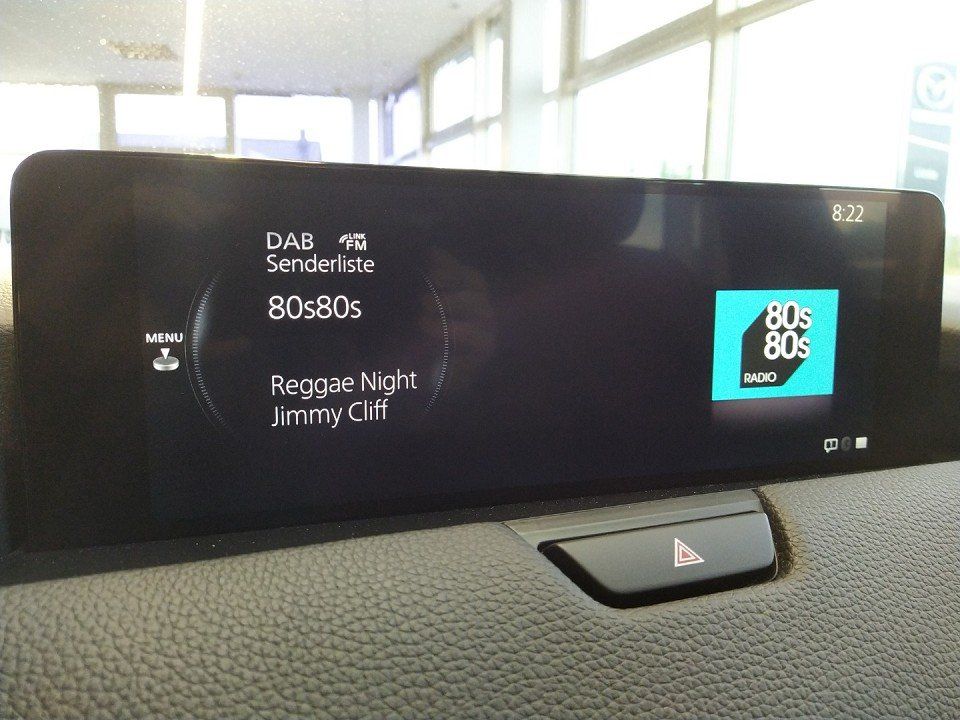 8:22
DAB LINK FM
Senderliste
80s80s
MENU
Reggae Night
Jimmy Cliff
80s
80s
RADIO